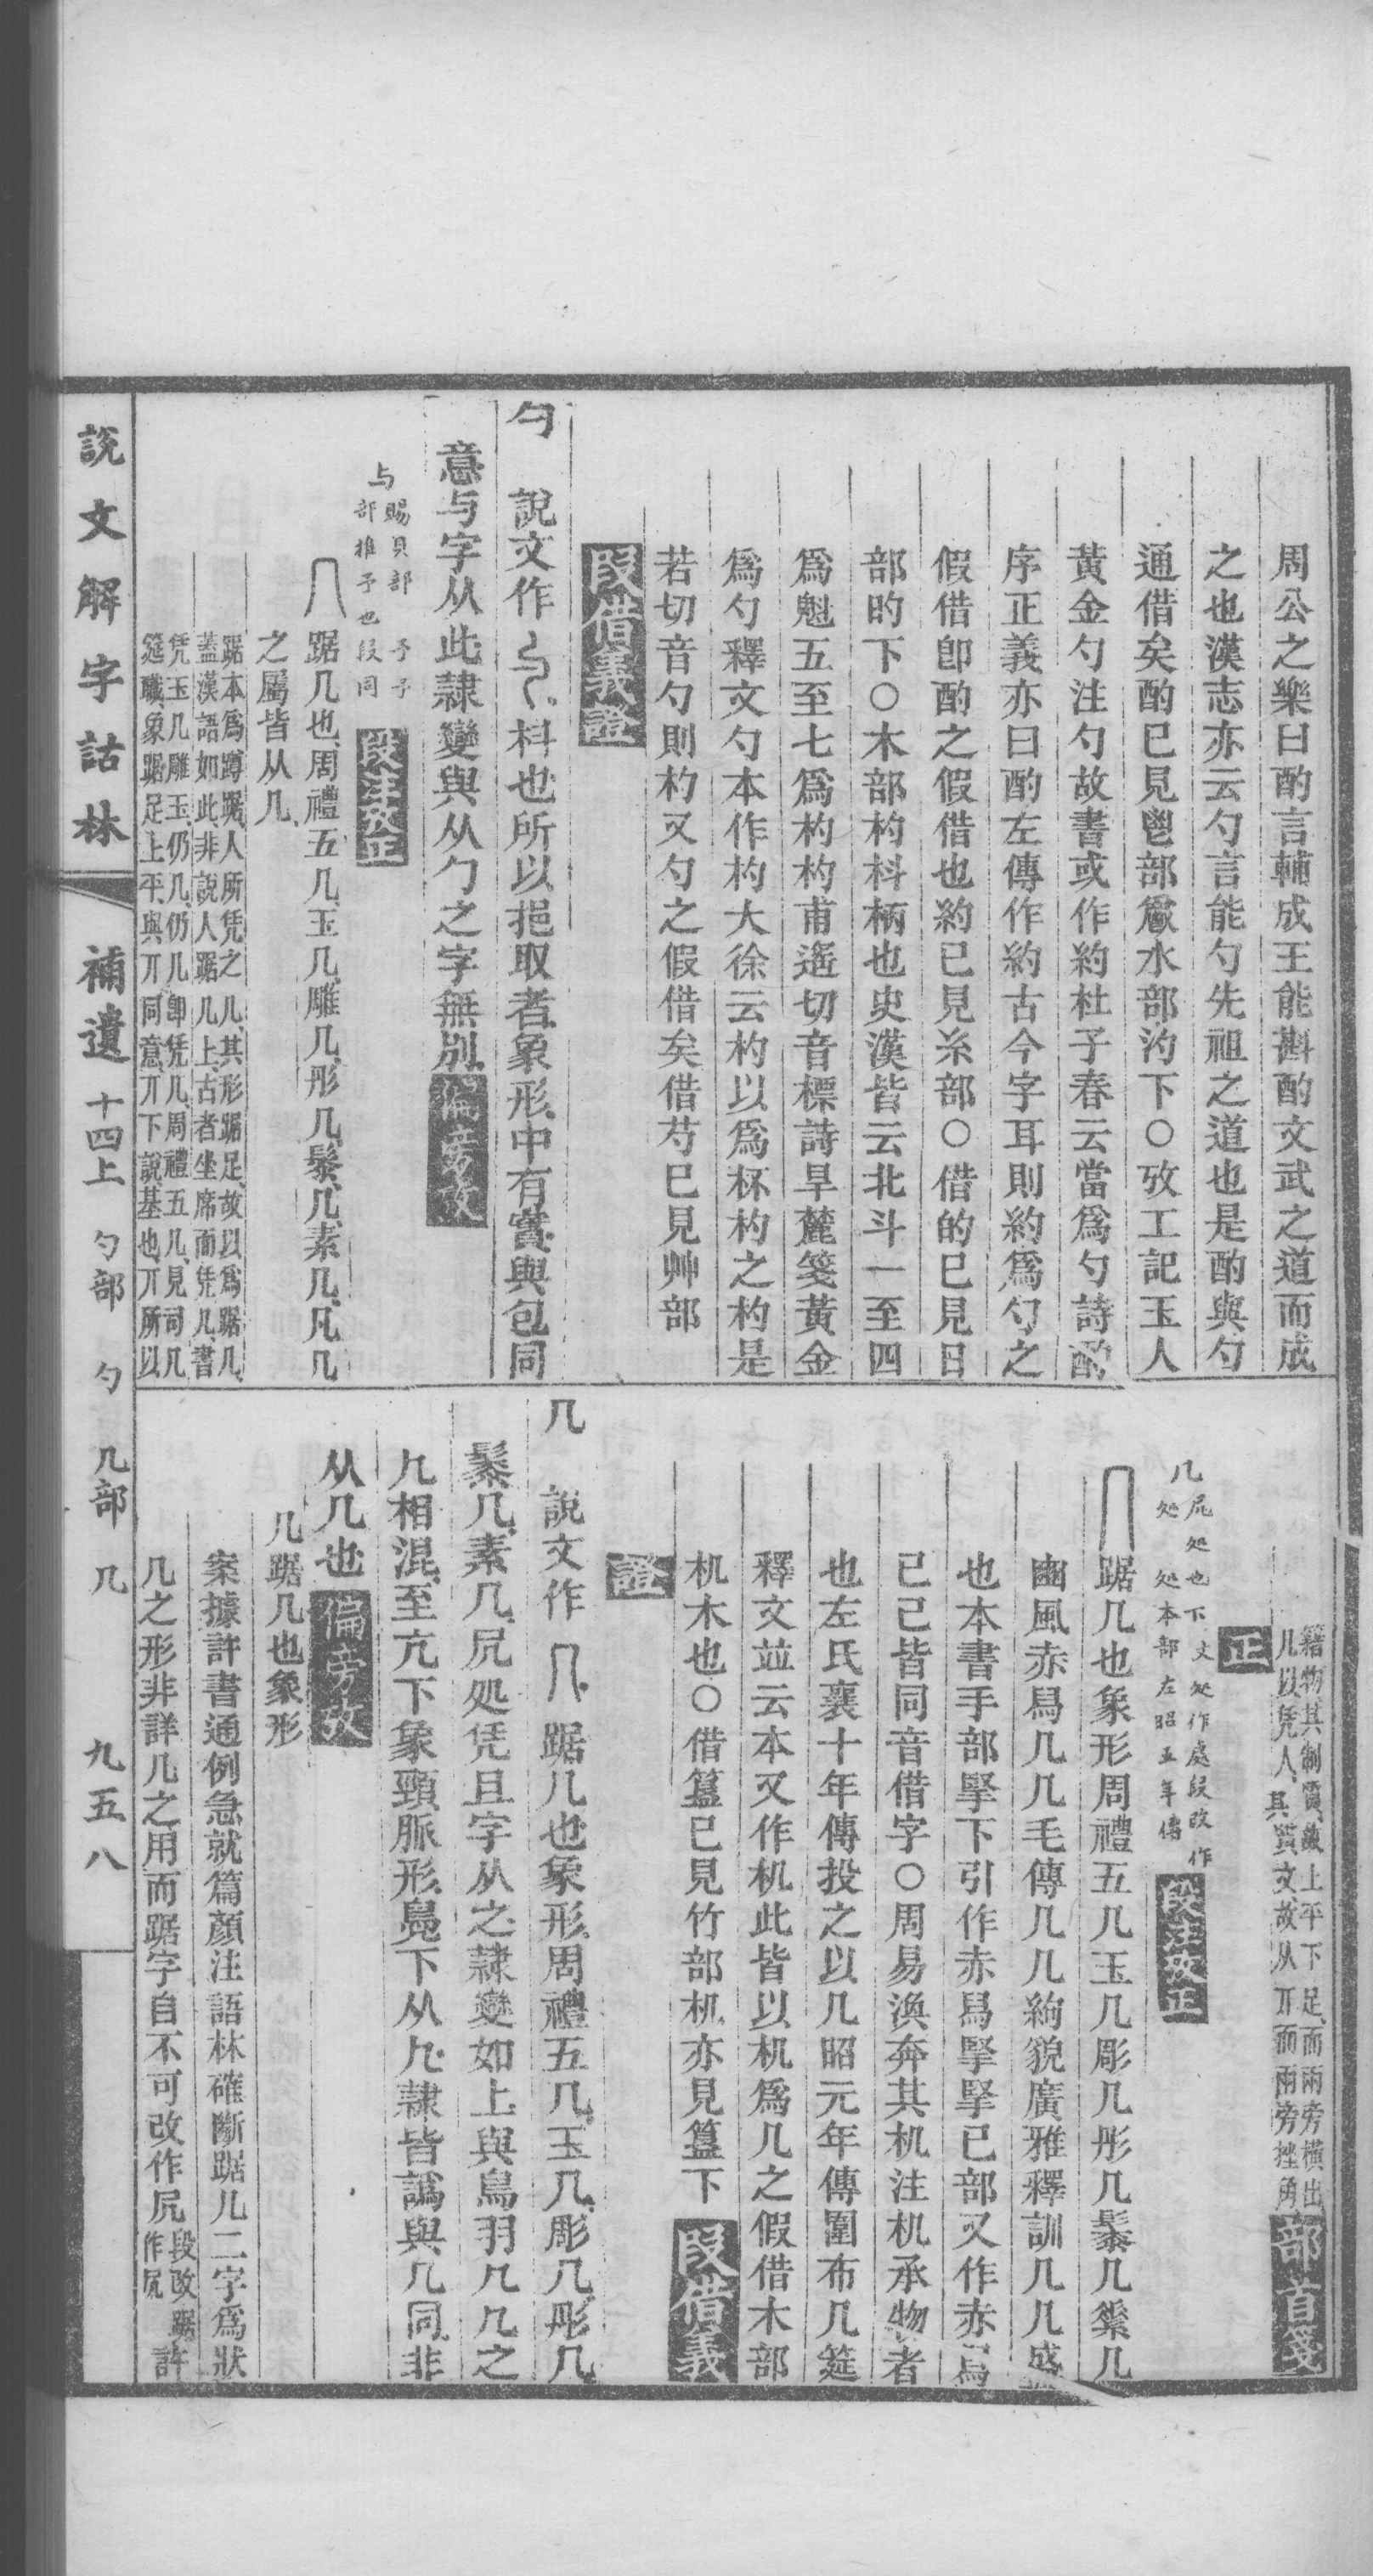 周公之樂曰酌言輔成王能斟酌文武之道而成
之也漢志亦云勺言能勺先祖之道也是酌與勺
通借矣酌已見鬯部䰞水部汋下○攷工記玉人
黃金勺注勺故書或作約杜子春云當爲勺詩酌
序正義亦曰酌左傳作約古今字耳則約爲勺之
假借卽酌之假借也約已見糸部○借的已見日
部旳下○木部杓枓柄也史漢皆云北斗一至四
爲魁五至七爲杓杓甫遙切音標詩旱麓箋黃金
爲勺釋文勺本作杓大徐云杓以爲桮杓之杓是
若切音勺則杓又勺之假借矣借芍已見艸部
段借義證
勺 說文作 枓也所以挹取者象形中有實與包同
意与字从此隸變與从勹之字無別 偏旁攷
与 賜貝部 予予
部推予也段同 段注攷正
几 踞几也周禮五几玉几雕几彤几髤几素几凡几
之屬皆从几
踞本爲蹲踞人所凭之几其形踞足故以爲踞几
蓋漢語如此非說人踞几上古者坐席而凭几書
凭玉几雕玉仍几仍几卽凭几周禮五几見司几
筵職象踞足上平與丌同意丌下說基也丌所以
籍物其制質故上平下足而兩旁橫出
几以凭人其質文故从丌而兩旁挫角 部首箋
正
几 凥処也下文処作處段改作
処処本部左昭五年傳 段注攷正
几 踞几也象形周禮五几玉几彫几彤几髤几素几
豳風赤舄几几毛傳几几絇貌廣雅釋訓几几盛
也本書手部掔下引作赤舄掔掔己部又作赤舄
己己皆同音借字○周易渙奔其机注机承物者
也左氏襄十年傳投之以几昭元年傳圍布几筵
釋文竝云本又作机此皆以机爲几之假借木部
机木也○借簋已見竹部机亦見簋下 段借義
證
几 說文作 踞几也象形周禮五几玉几彫几彤几
髤几素几凥処凭且字从之隸變如上與鳥羽几几之
几相混至亢下象頸脈形鳧下从几隸皆譌與几同非
从几也 偏旁攷
几踞几也象形
案據許書通例急就篇顏注語林確斷踞几二字爲狀
几之形非詳几之用而踞字自不可改作凥段改踞作凥許
說文解字詁林 補遺 十四上 勺部 勺 几部 几 九五八